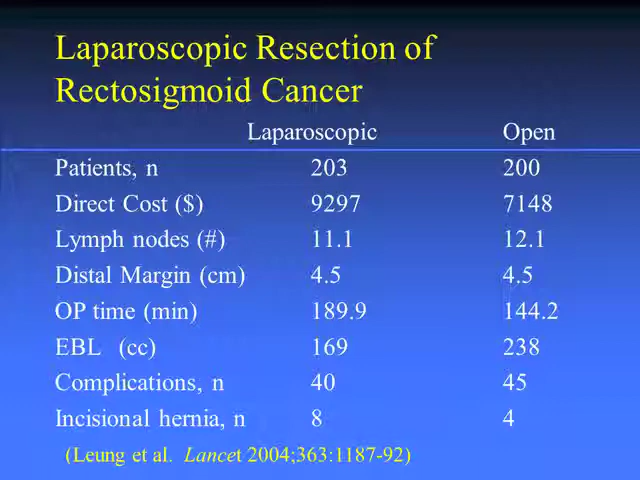 Laparoscopic Resection of
Rectosigmoid Cancer
Laparoscopic Open
Patients, n 203 200
Direct Cost ($) 9297 7148
Lymph nodes (#) 11.1 12.1
Distal Margin (cm) 4.5 4.5
OP time (min) 189.9 144.2
EBL (cc) 169 238
Complications, n 40 45
Incisional hernia, n 8 4
(Leung et al. Lancet 2004;363:1187-92)